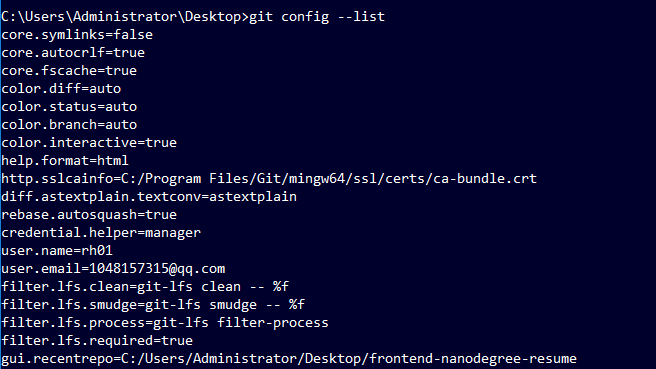 C:\Users\Administrator\Desktop>git config --list
core.symlinks=false
core.autocrlf=true
core.fscache=true
color.diff=auto
color.status=auto
color.branch=auto
color.interactive=true
help.format=html
http.sslcainfo=C:/Program Files/Git/mingw64/ssl/certs/ca-bundle.crt
diff.astextplain.textconv=astextplain
rebase.autosquash=true
credential.helper=manager
user.name=rh01
user.email=1048157315@qq.com
filter.lfs.clean=git-lfs clean -- %f
filter.lfs.smudge=git-lfs smudge -- %f
filter.lfs.process=git-lfs filter-process
filter.lfs.required=true
gui.recentrepo=C:/Users/Administrator/Desktop/frontend-nanodegree-resume